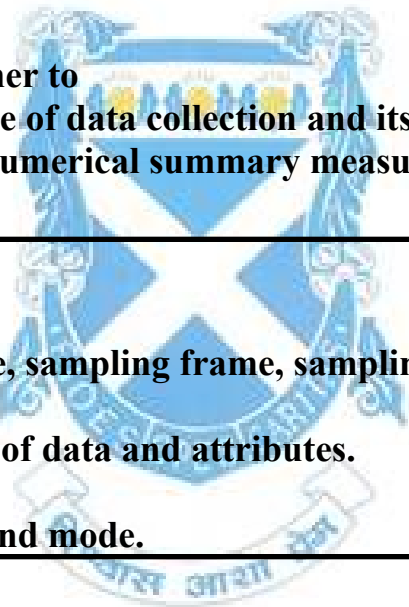 ner to
e of data collection and its
umerical summary measu
e, sampling frame, samplin
of data and attributes.
nd mode.
आशा प्रेम